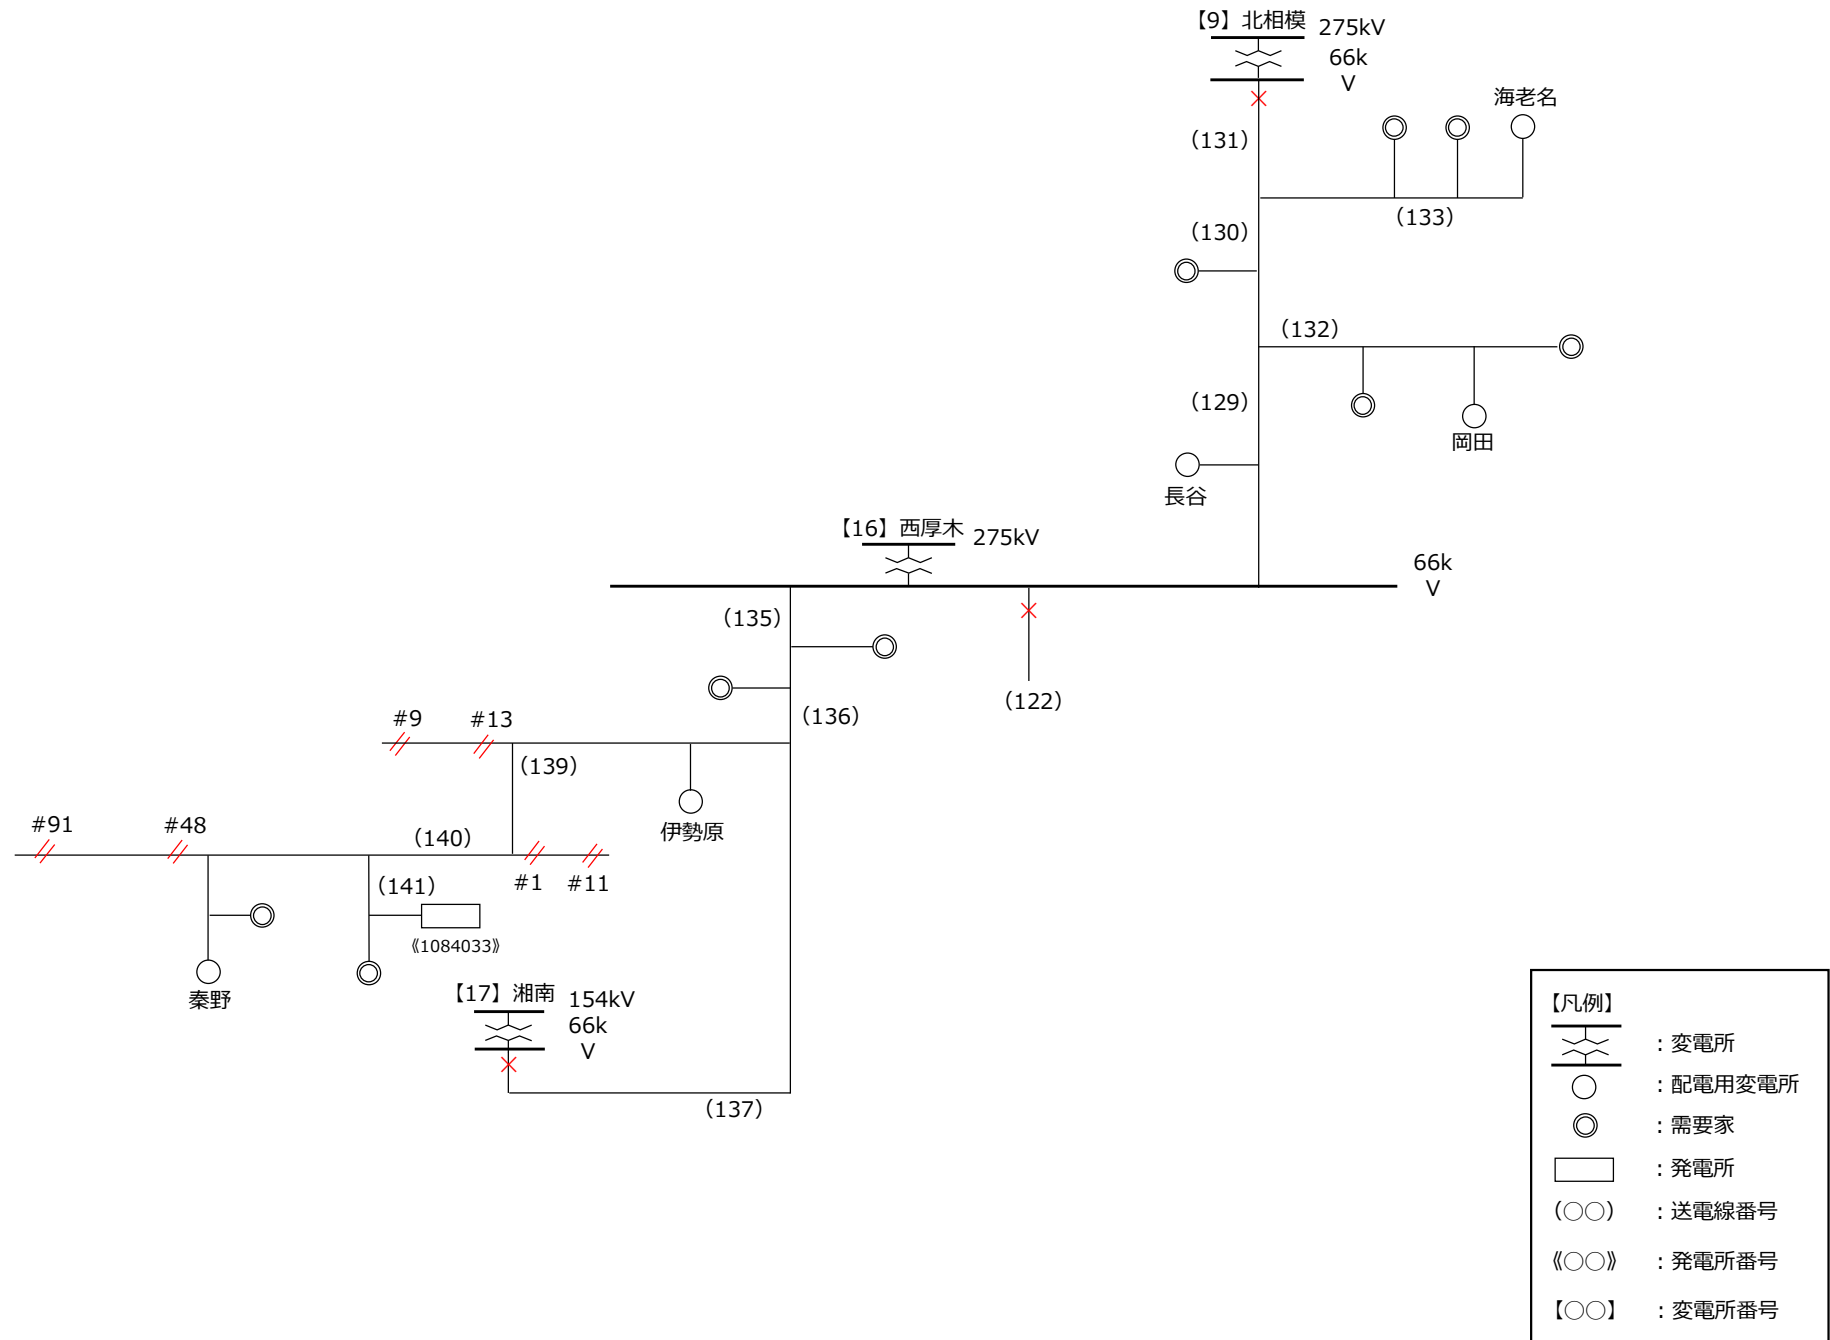 【9】北相模 275kV
66k
V
海老名
（131）
（133）
（130）
（132）
（129）
岡田
長谷
【16】西厚木 275kV
66k
V
（135）
（122）
（136）
#9 #13
（139）
伊勢原
#91 #48
（140）
#1 #11
（141）
《1084033》
秦野
【17】湘南 154kV
66k
V
（137）
【凡例】
：変電所
：配電用変電所
：需要家
：発電所
（○○）：送電線番号
《○○》：発電所番号
【○○】：変電所番号